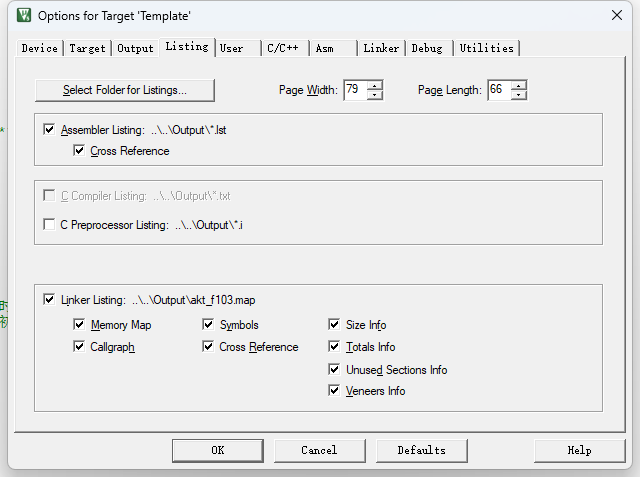 Options for Target 'Template'
Device Target Output Listing User C/C++ Asm Linker Debug Utilities
Select Folder for Listings... Page Width: 79 Page Length: 66
*
Assembler Listing: ..\..\Output\*.lst
Cross Reference
C Compiler Listing: ..\..\Output\*.txt
C Preprocessor Listing: ..\..\Output\*.i
Linker Listing: ..\..\Output\akt_f103.map
时
Memory Map Symbols Size Info
初
Callgraph Cross Reference Totals Info
Unused Sections Info
Veneers Info
OK Cancel Defaults Help